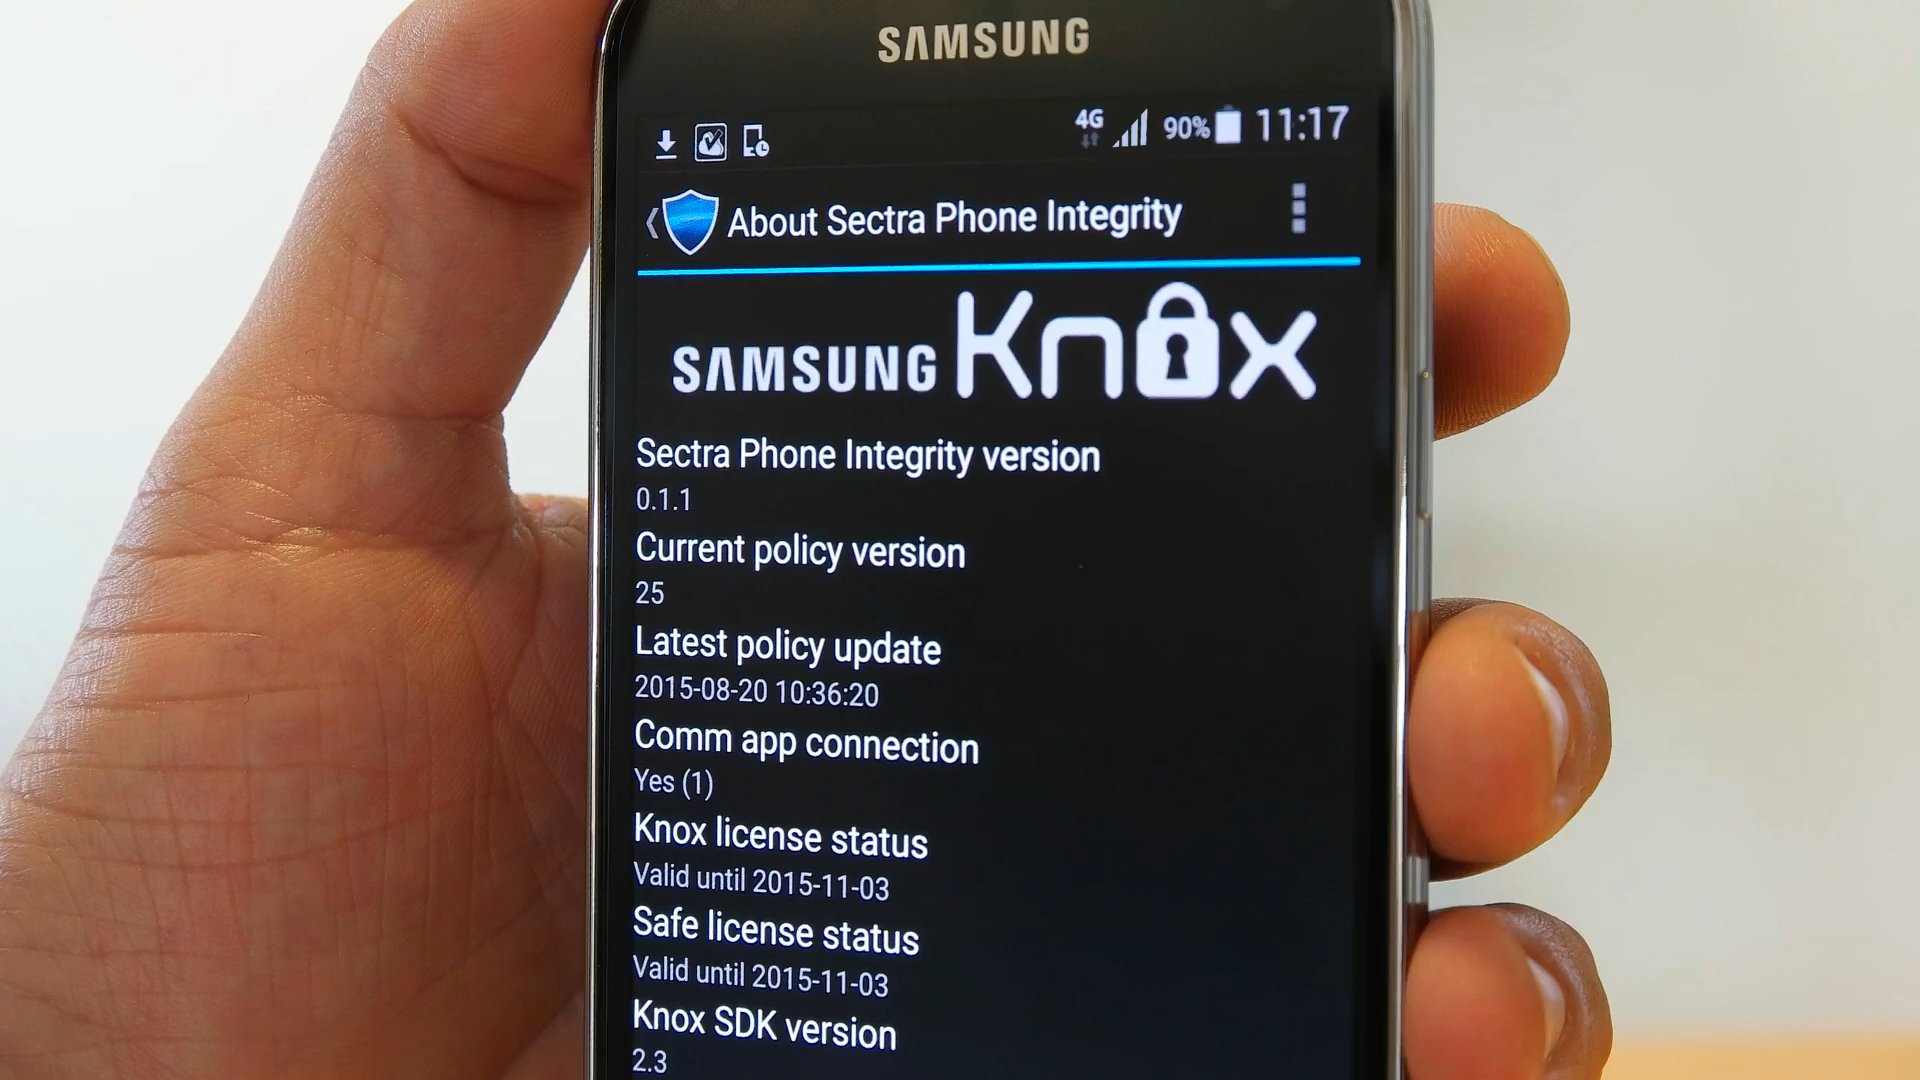 SAMSUNG
4G 90% 11:17
About Sectra Phone Integrity
SAMSUNG Knox
Sectra Phone Integrity version
0.1.1
Current policy version
25
Latest policy update
2015-08-20 10:36:20
Comm app connection
Yes (1)
Knox license status
Valid until 2015-11-03
Safe license status
Valid until 2015-11-03
Knox SDK version
2.3